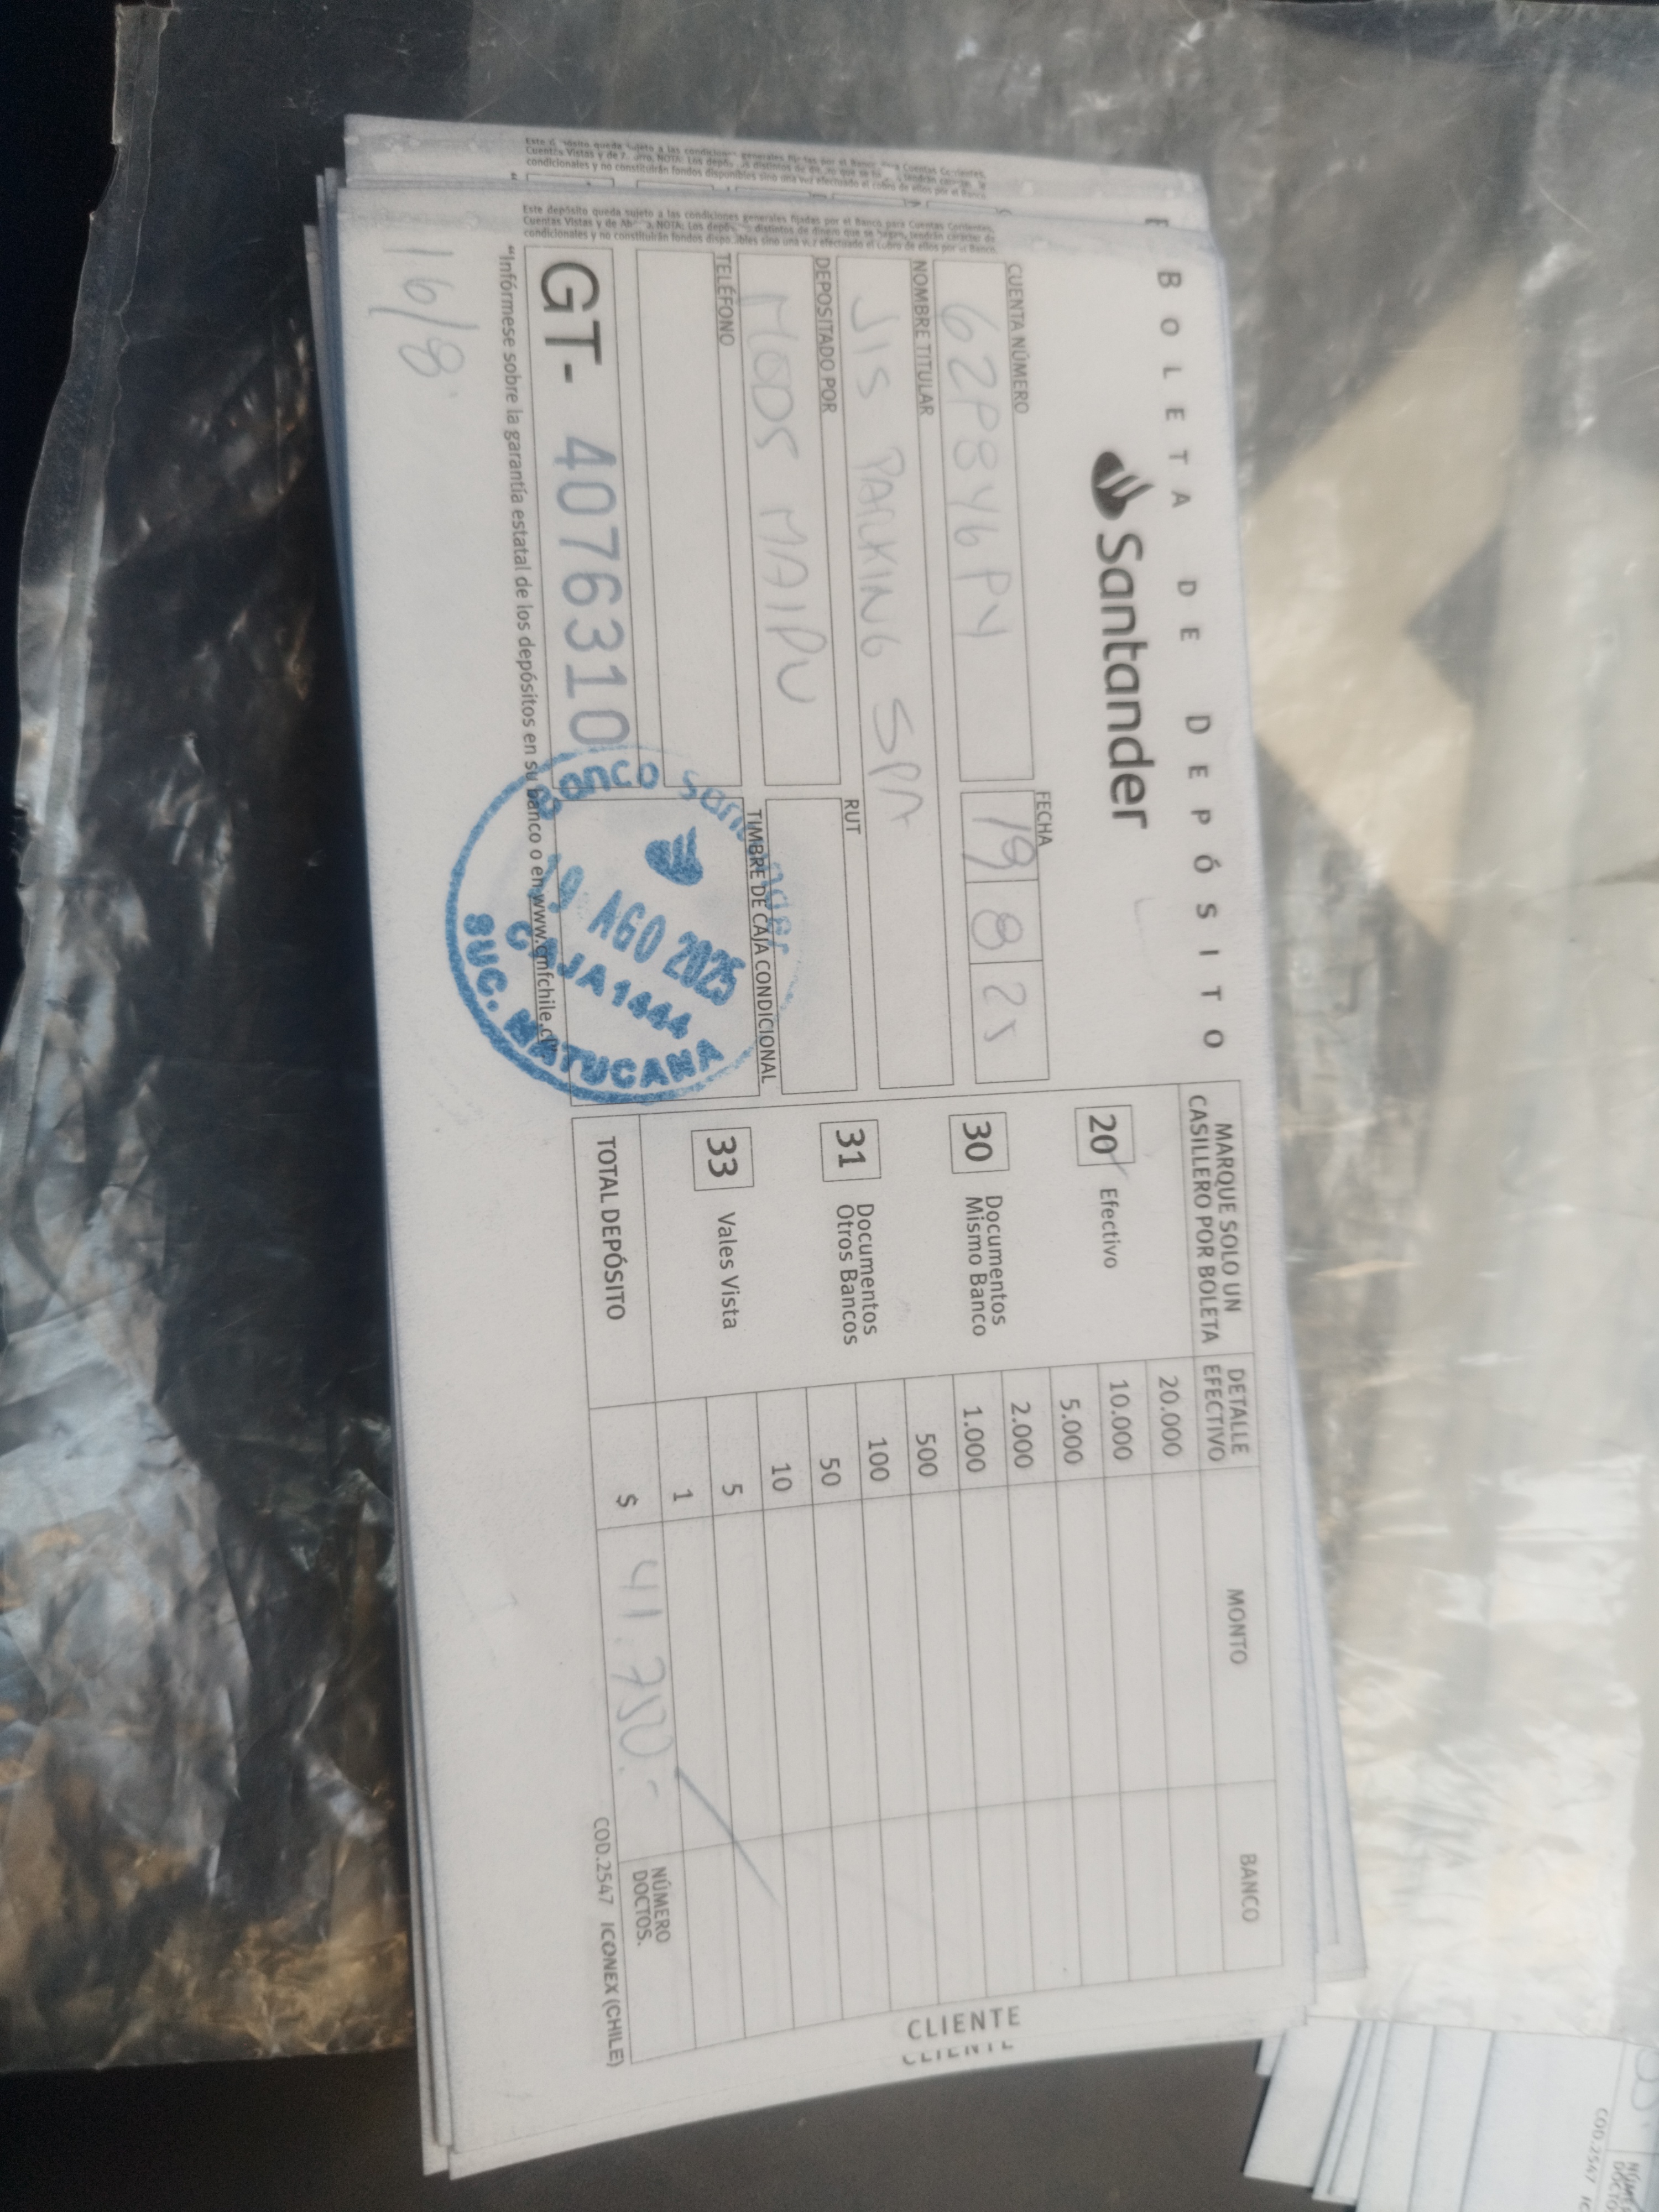 BOLETA DE DEPÓSITO
Santander
CUENTA NÚMERO
FECHA
19 8 25
NOMBRE TITULAR
JIS PARKING SPA
DEPOSITADO POR
RUT
MODS MAIPU
TELÉFONO
TIMBRE DE CAJA CONDICIONAL
GT- 40763105
Banco Santander
19 AGO 2025
CAJA 1444
SUC. MATUCANA
"Infórmese sobre la garantía estatal de los depósitos en su banco o en www.cmfchile.cl
16/8
Este depósito queda sujeto a las condiciones generales fijadas por el Banco para Cuentas Corrientes,
condicionales y no constituirán fondos disponibles sino una vez efectuado el cobro de ellos por el Banco.
MARQUE SOLO UN
CASILLERO POR BOLETA
DETALLE
EFECTIVO
MONTO
BANCO
20 Efectivo
30 Documentos
Mismo Banco
31 Documentos
Otros Bancos
33 Vales Vista
20.000
10.000
5.000
2.000
1.000
500
100
50
10
5
1
TOTAL DEPÓSITO
$ 41.750.-
NÚMERO
DOCTOS.
COD.2547 ICONEX (CHILE)
CLIENTE
CLIENTE
COD.2547